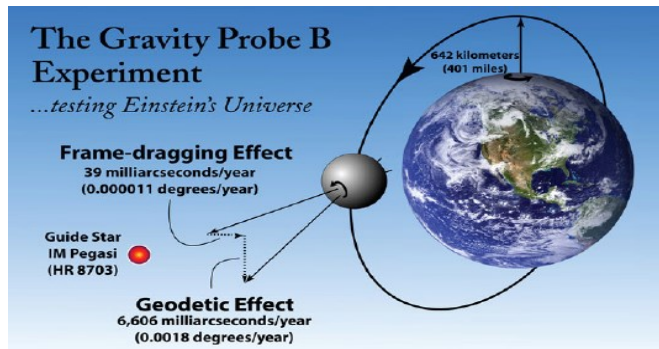 The Gravity Probe B
Experiment
...testing Einstein's Universe
642 kilometers
(401 miles)
Frame-dragging Effect
39 milliarcseconds/year
(0.000011 degrees/year)
Guide Star
IM Pegasi
(HR 8703)
Geodetic Effect
6,606 milliarcseconds/year
(0.0018 degrees/year)